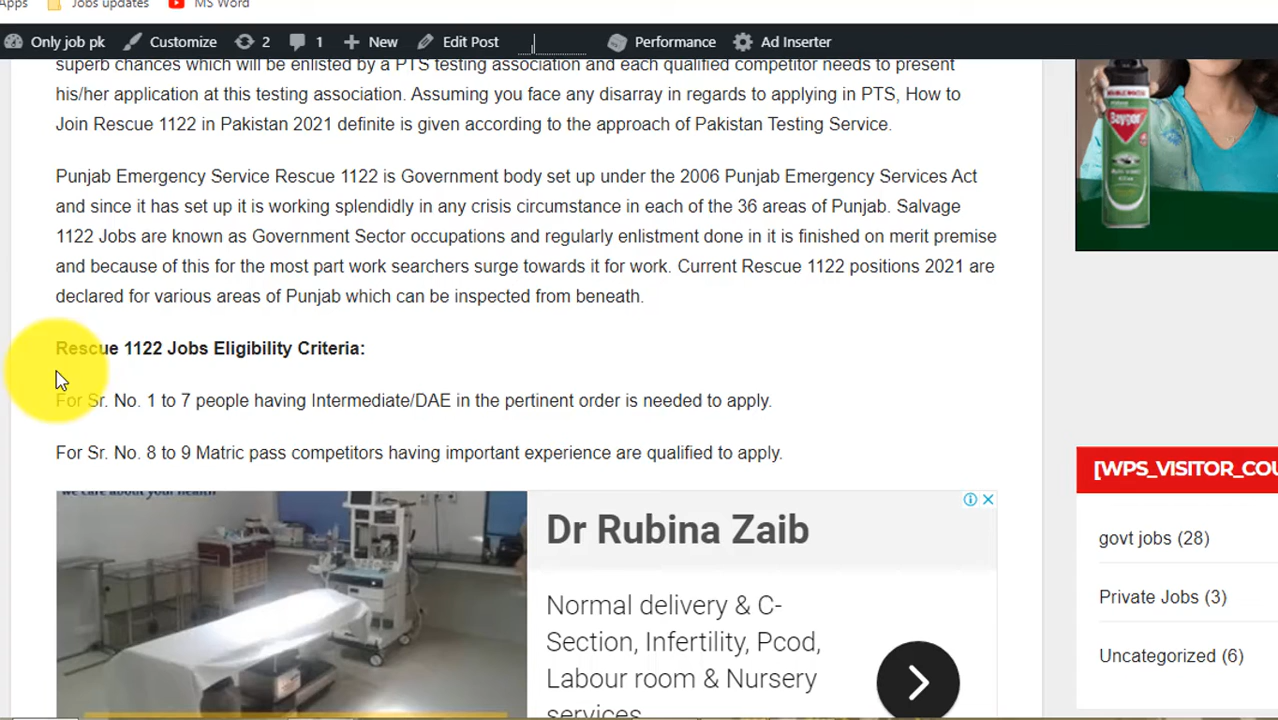 Apps Jobs updates MS Word
Only job pk Customize 2 1 New Edit Post Performance Ad Inserter
superb chances which will be enlisted by a PTS testing association and each qualified competitor needs to present
his/her application at this testing association. Assuming you face any disarray in regards to applying in PTS, How to
Join Rescue 1122 in Pakistan 2021 definite is given according to the approach of Pakistan Testing Service.
Punjab Emergency Service Rescue 1122 is Government body set up under the 2006 Punjab Emergency Services Act
and since it has set up it is working splendidly in any crisis circumstance in each of the 36 areas of Punjab. Salvage
1122 Jobs are known as Government Sector occupations and regularly enlistment done in it is finished on merit premise
and because of this for the most part work searchers surge towards it for work. Current Rescue 1122 positions 2021 are
declared for various areas of Punjab which can be inspected from beneath.
Rescue 1122 Jobs Eligibility Criteria:
For Sr. No. 1 to 7 people having Intermediate/DAE in the pertinent order is needed to apply.
For Sr. No. 8 to 9 Matric pass competitors having important experience are qualified to apply.
we care about your health
Dr Rubina Zaib
Normal delivery & C-
Section, Infertility, Pcod,
Labour room & Nursery
services
Baygon
[WPS_VISITOR_COU
govt jobs (28)
Private Jobs (3)
Uncategorized (6)